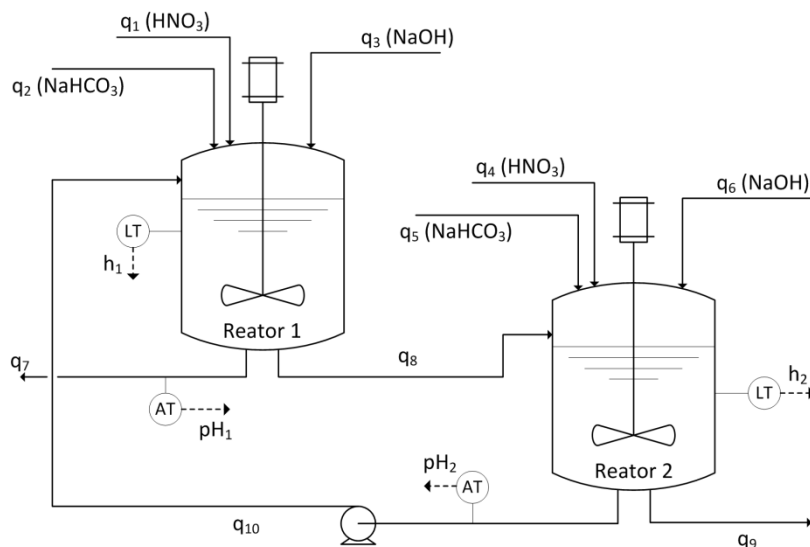 q₁ (HNO₃)
q₃ (NaOH)
q₂ (NaHCO₃)
q₄ (HNO₃)
q₆ (NaOH)
q₅ (NaHCO₃)
LT
h₁
Reator 1
q₇
q₈
LT
h₂
AT
pH₁
pH₂
AT
Reator 2
q₁₀
q₉